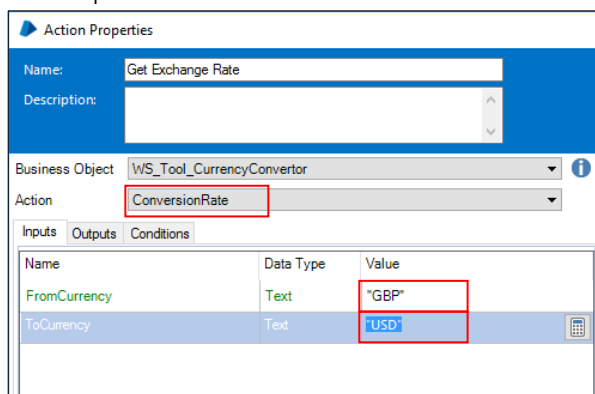 Action Properties
Name: Get Exchange Rate
Description:
Business Object WS_Tool_CurrencyConvertor
Action ConversionRate
Inputs Outputs Conditions
Name Data Type Value
FromCurrency Text "GBP"
ToCurrency Text "USD"